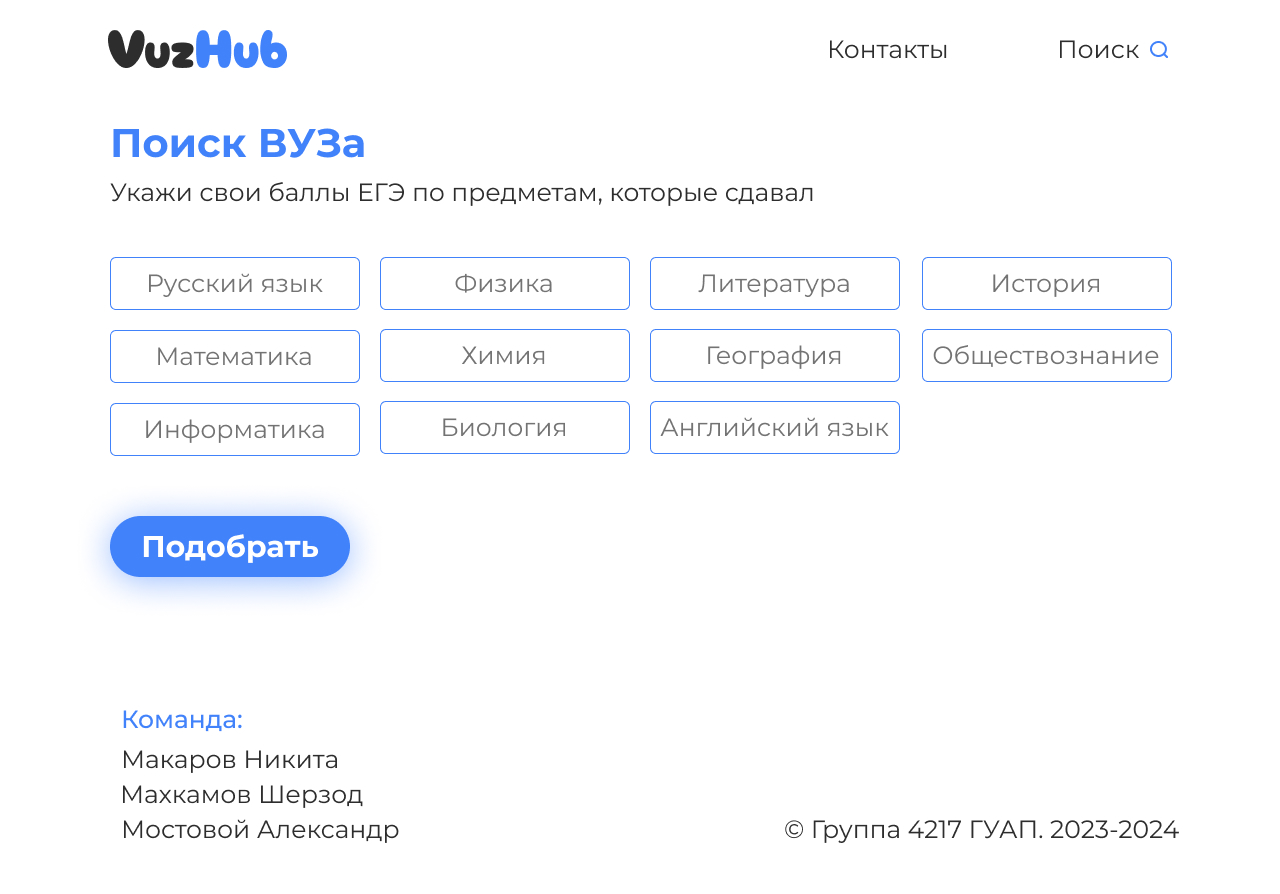 VuzHub
Контакты
Поиск
Поиск ВУЗа
Укажи свои баллы ЕГЭ по предметам, которые сдавал
Русский язык
Физика
Литература
История
Математика
Химия
География
Обществознание
Информатика
Биология
Английский язык
Подобрать
Команда:
Макаров Никита
Махкамов Шерзод
Мостовой Александр
© Группа 4217 ГУАП. 2023-2024